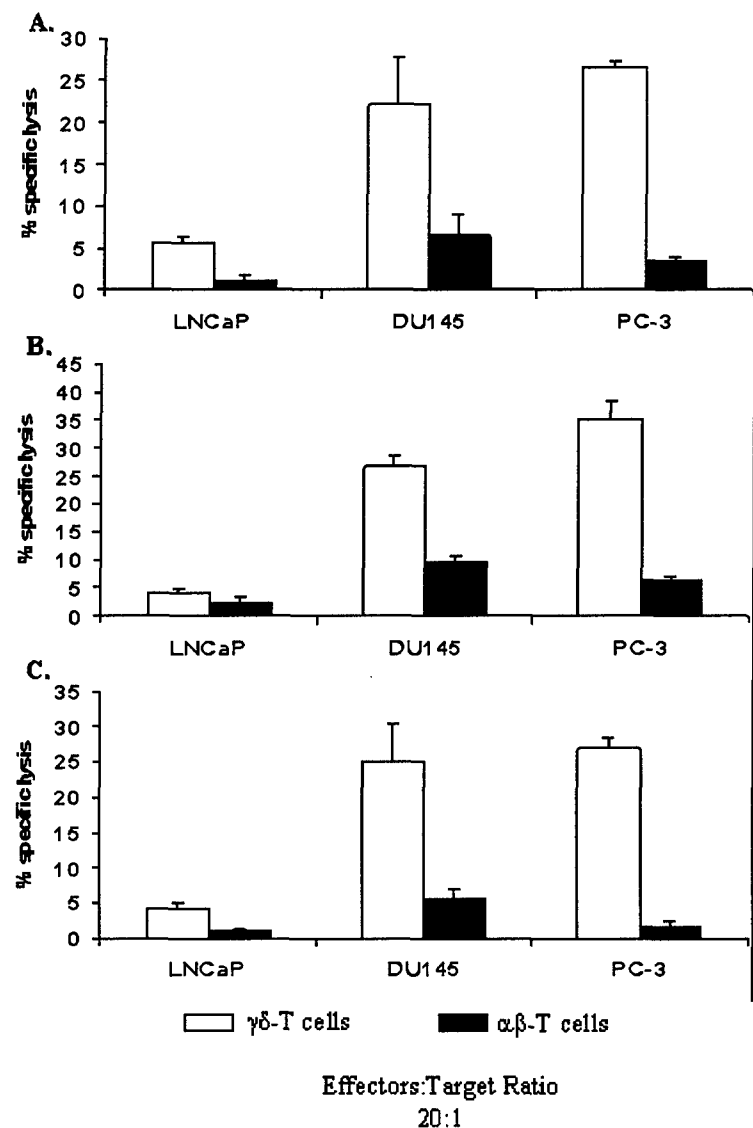 A.
% specific lysis
30
25
20
15
10
5
0
LNCaP DU145 PC-3
B.
% specific lysis
45
40
35
30
25
20
15
10
5
0
LNCaP DU145 PC-3
C.
% specific lysis
35
30
25
20
15
10
5
0
LNCaP DU145 PC-3
γδ-T cells αβ-T cells
Effectors:Target Ratio
20:1